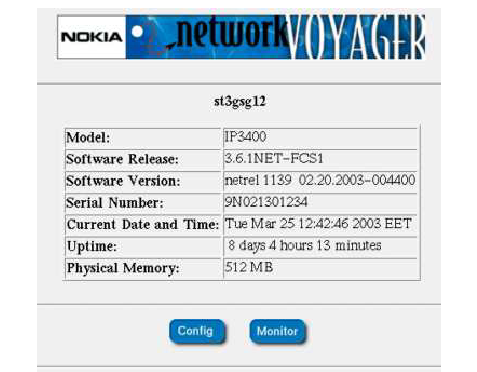 NOKIA network VOYAGER
st3gsg12
Model: IP3400
Software Release: 3.6.1NET-FCS1
Software Version: netrel 1139 02.20.2003-004400
Serial Number: 9N021301234
Current Date and Time: Tue Mar 25 12:42:46 2003 EET
Uptime: 8 days 4 hours 13 minutes
Physical Memory: 512 MB
Config Monitor